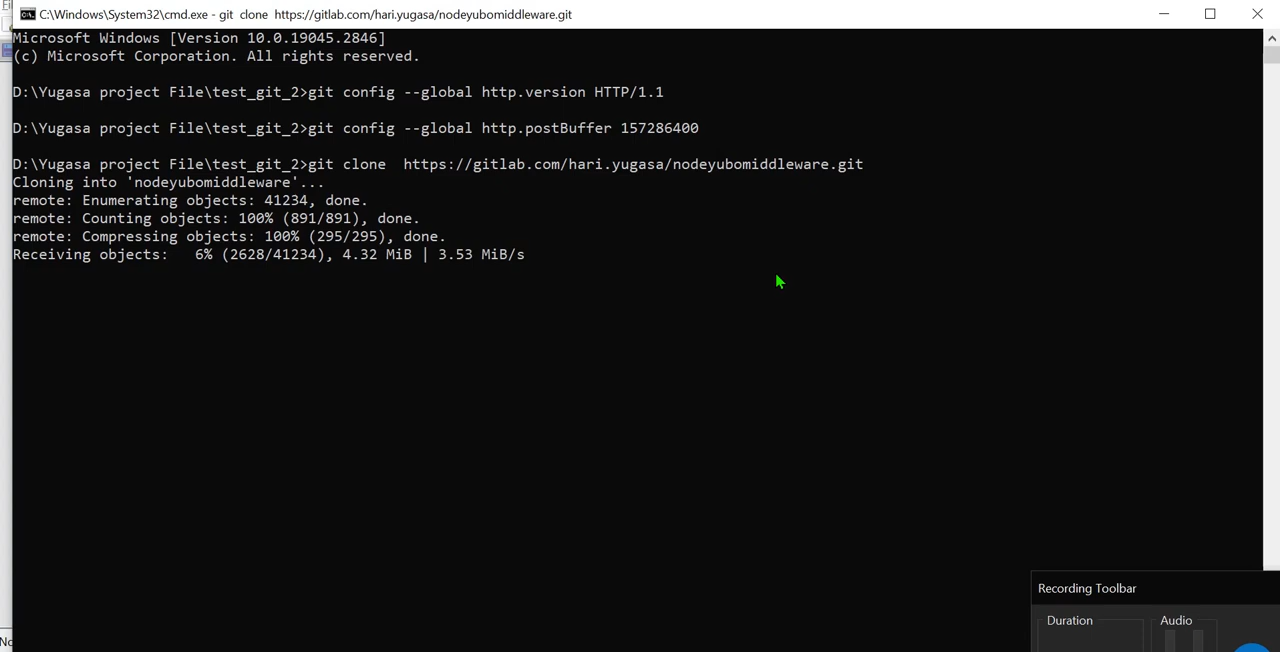 C:\Windows\System32\cmd.exe - git  clone  https://gitlab.com/hari.yugasa/nodeyubomiddleware.git
Microsoft Windows [Version 10.0.19045.2846]
(c) Microsoft Corporation. All rights reserved.
D:\Yugasa project File\test_git_2>git config --global http.version HTTP/1.1
D:\Yugasa project File\test_git_2>git config --global http.postBuffer 157286400
D:\Yugasa project File\test_git_2>git clone  https://gitlab.com/hari.yugasa/nodeyubomiddleware.git
Cloning into 'nodeyubomiddleware'...
remote: Enumerating objects: 41234, done.
remote: Counting objects: 100% (891/891), done.
remote: Compressing objects: 100% (295/295), done.
Receiving objects:   6% (2628/41234), 4.32 MiB | 3.53 MiB/s
Recording Toolbar
Duration
Audio